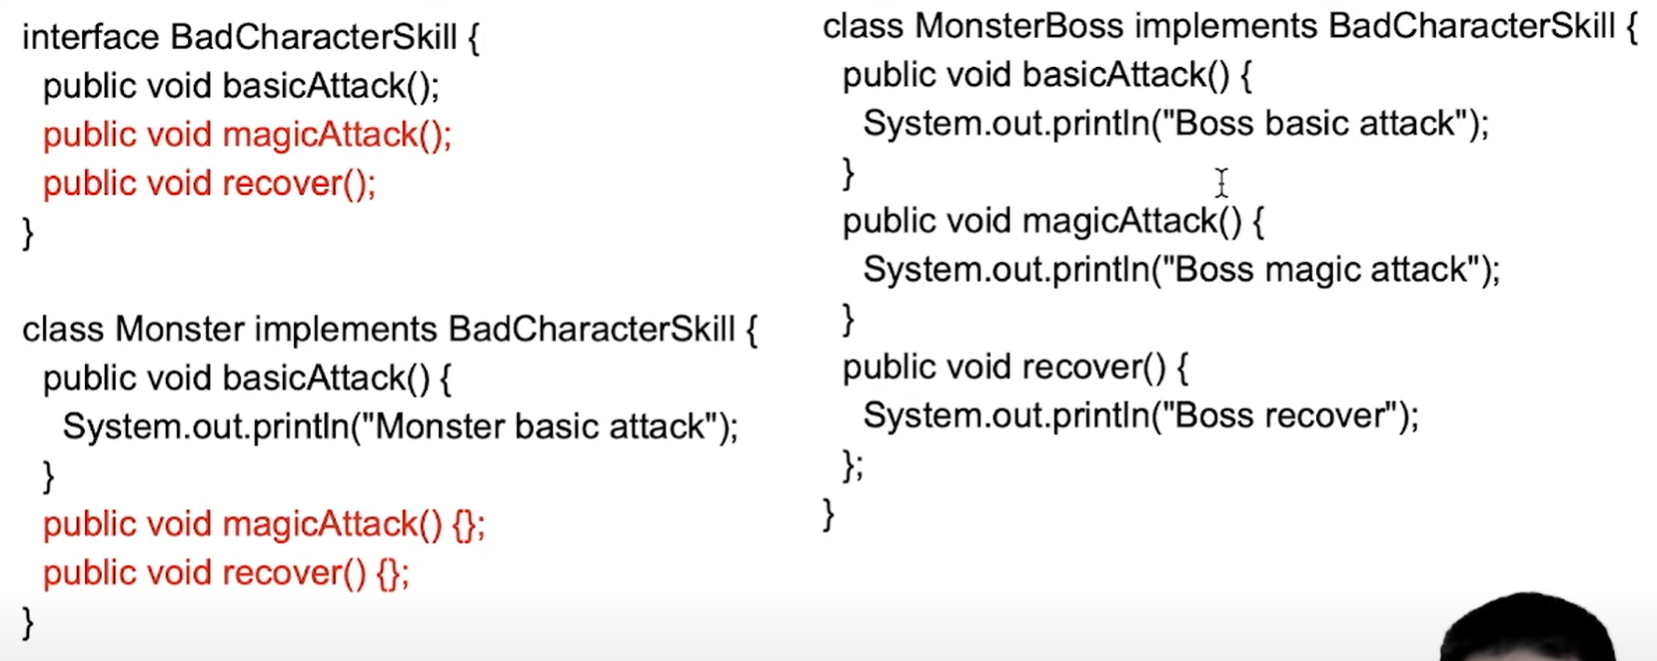 interface BadCharacterSkill {
public void basicAttack();
public void magicAttack();
public void recover();
}
class Monster implements BadCharacterSkill {
public void basicAttack() {
System.out.println("Monster basic attack");
}
public void magicAttack() {};
public void recover() {};
}
class MonsterBoss implements BadCharacterSkill {
public void basicAttack() {
System.out.println("Boss basic attack");
}
public void magicAttack() {
System.out.println("Boss magic attack");
}
public void recover() {
System.out.println("Boss recover");
};
}